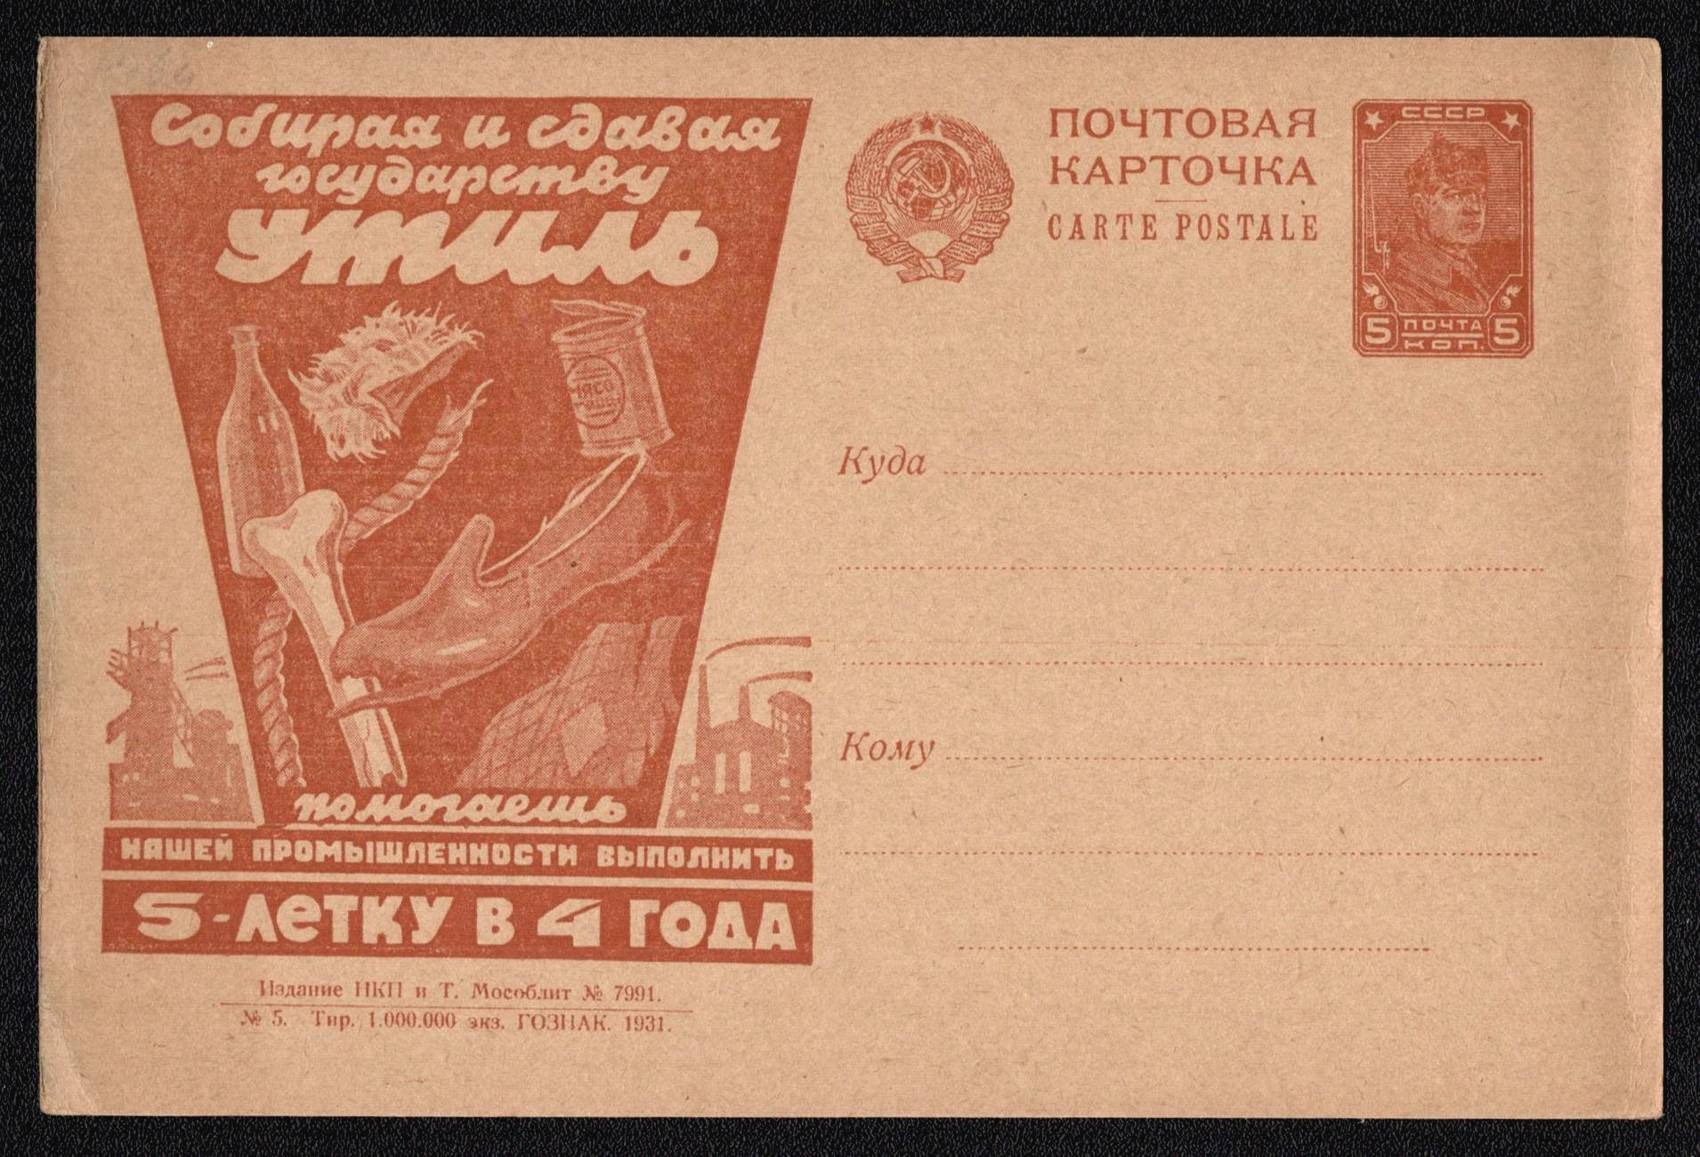 Собирая и сдавая
государству
утиль
МЯСО
помогаешь
НАШЕЙ ПРОМЫШЛЕННОСТИ ВЫПОЛНИТЬ
5-ЛЕТКУ В 4 ГОДА
Издание НКП и Т. Мособлит № 7991.
№ 5. Тир. 1.000.000 экз. ГОЗНАК. 1931.
ПОЧТОВАЯ
КАРТОЧКА
CARTE POSTALE
СССР
5 ПОЧТА 5
КОП.
Куда
Кому